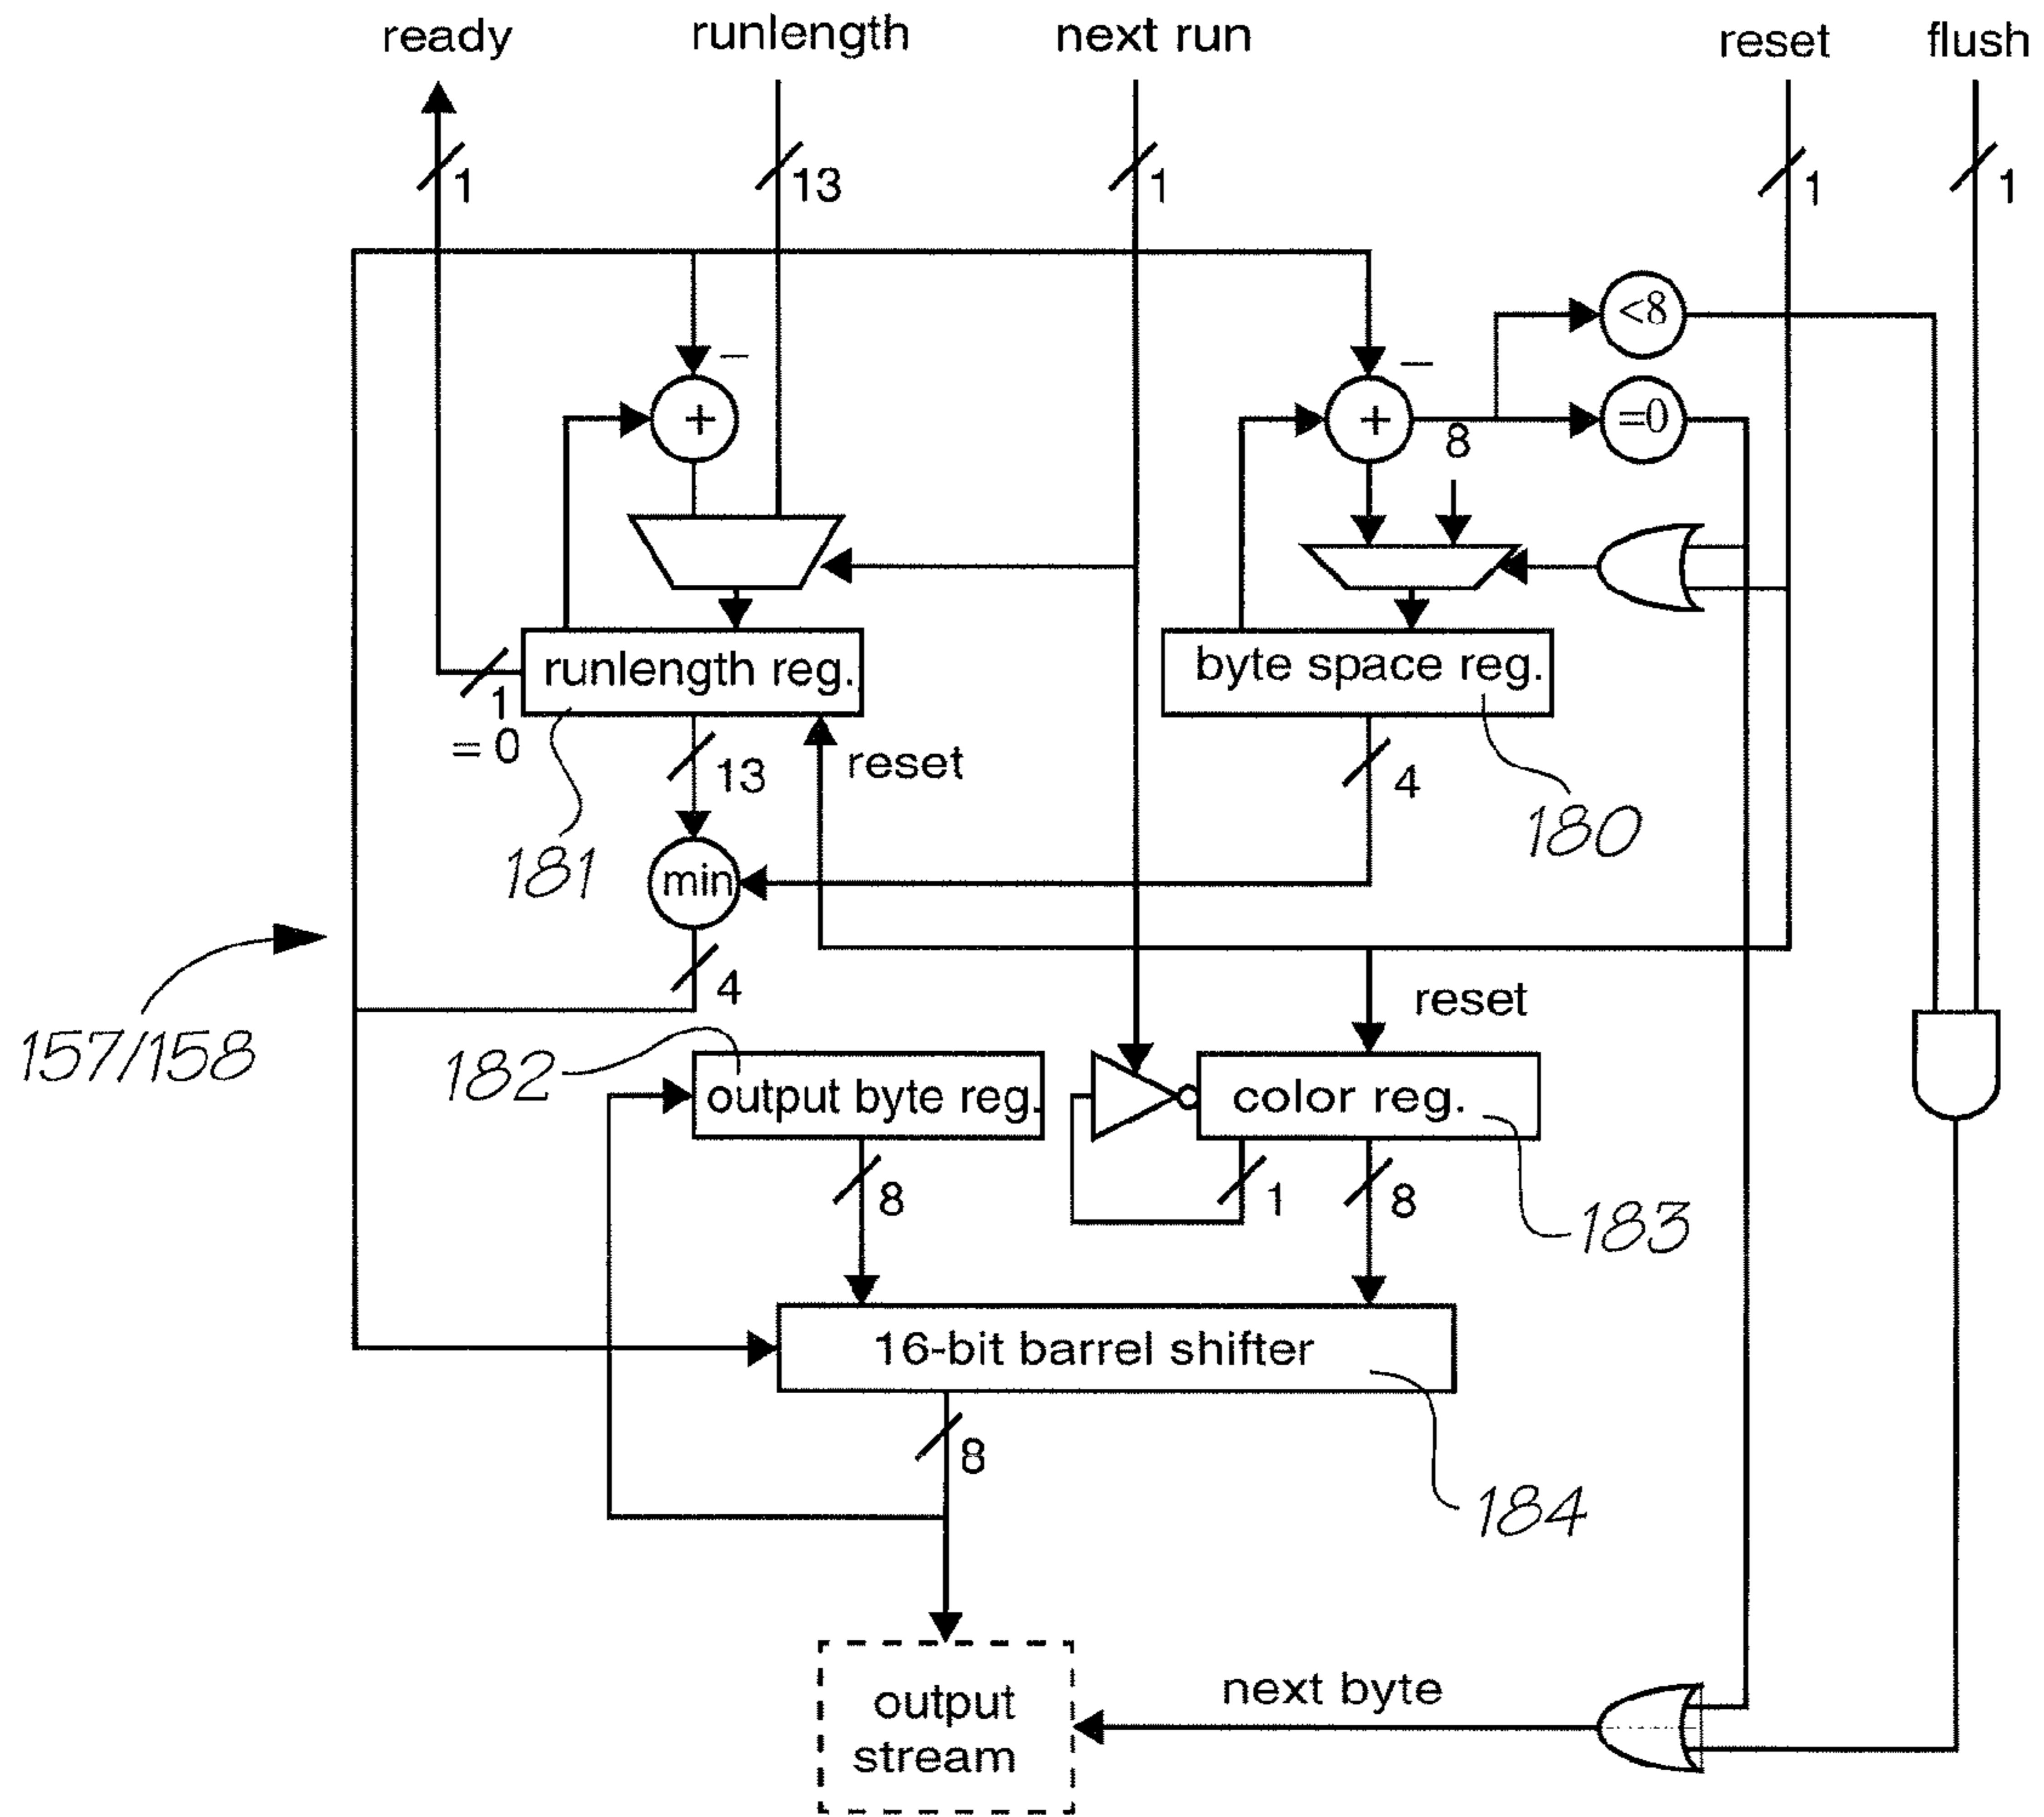 ready
runlength
next run
reset
flush
1
13
1
1
1
<8
−
−
+
+
8
=0
runlength reg.
byte space reg.
1
= 0
13
reset
4
181
180
min
4
reset
157/158
182
output byte reg.
color reg.
8
1
8
183
16-bit barrel shifter
8
184
output
stream
next byte